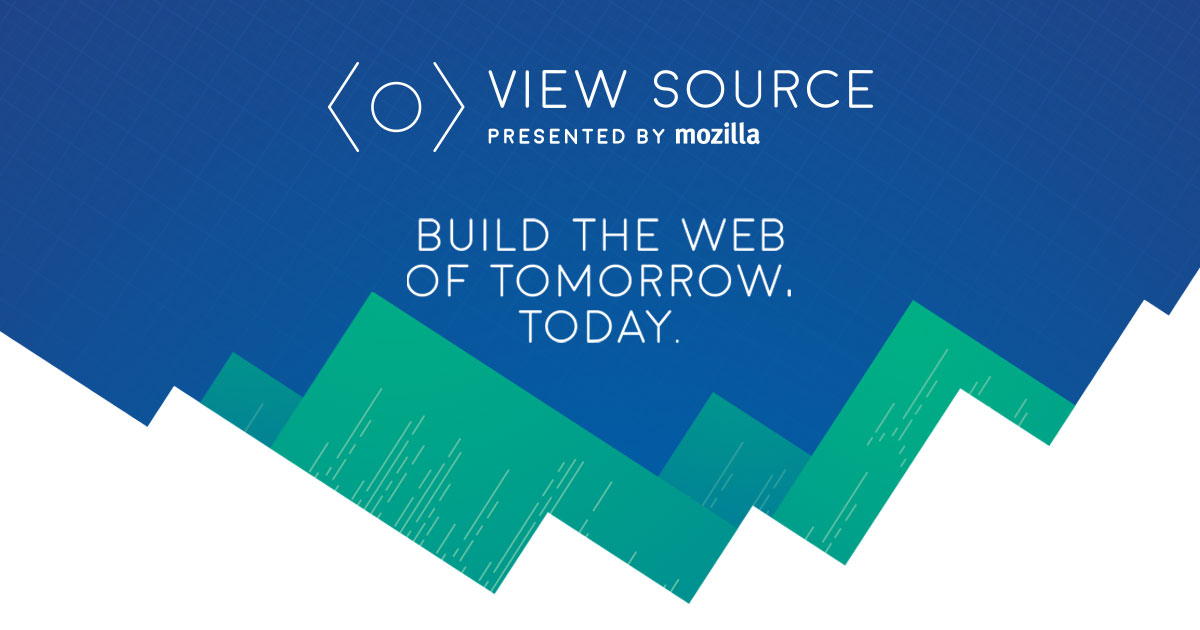 VIEW SOURCE
PRESENTED BY mozilla
BUILD THE WEB
OF TOMORROW.
TODAY.